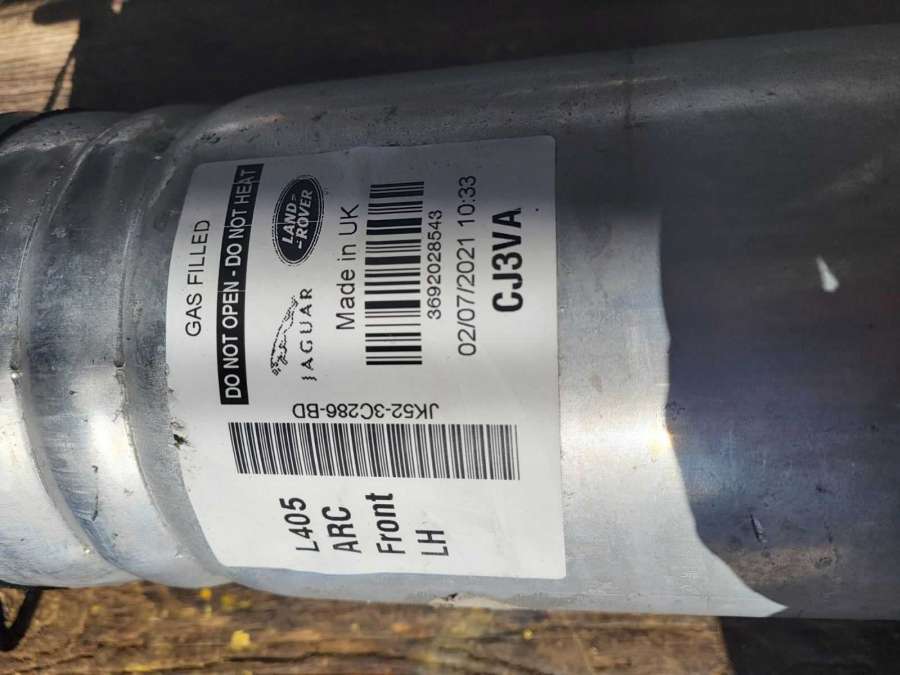 GAS FILLED
DO NOT OPEN - DO NOT HEAT
JAGUAR
LAND-
-ROVER
Made in UK
3692028543
02/07/2021 10:33
CJ3VA
JK52-3C286-BD
L405
ARC
Front
LH